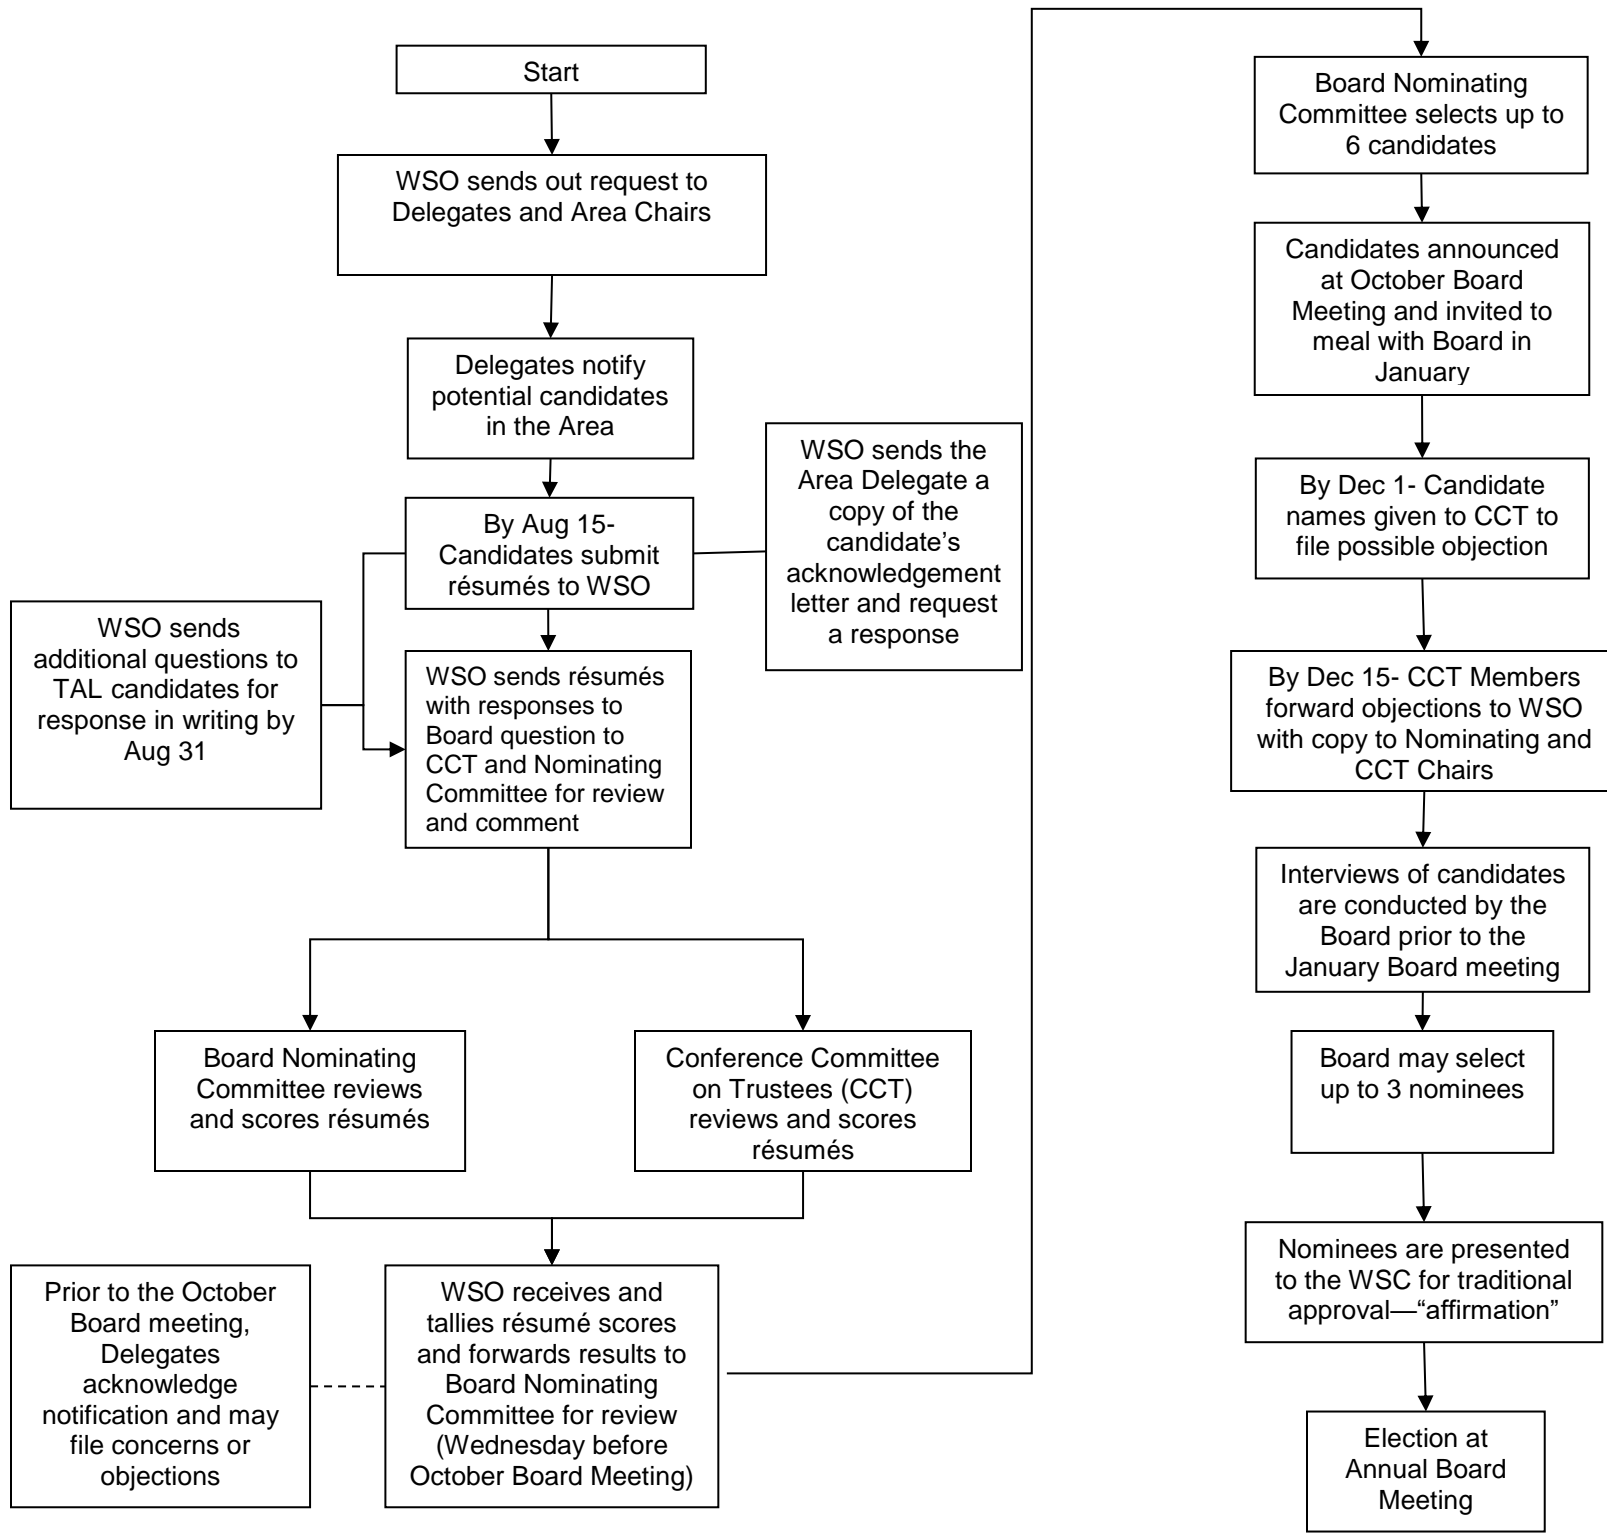 Start
WSO sends out request to
Delegates and Area Chairs
Delegates notify
potential candidates
in the Area
By Aug 15-
Candidates submit
résumés to WSO
WSO sends the
Area Delegate a
copy of the
candidate’s
acknowledgement
letter and request
a response
WSO sends
additional questions to
TAL candidates for
response in writing by
Aug 31
WSO sends résumés
with responses to
Board question to
CCT and Nominating
Committee for review
and comment
Board Nominating
Committee reviews
and scores résumés
Conference Committee
on Trustees (CCT)
reviews and scores
résumés
Prior to the October
Board meeting,
Delegates
acknowledge
notification and may
file concerns or
objections
WSO receives and
tallies résumé scores
and forwards results to
Board Nominating
Committee for review
(Wednesday before
October Board Meeting)
Board Nominating
Committee selects up to
6 candidates
Candidates announced
at October Board
Meeting and invited to
meal with Board in
January
By Dec 1- Candidate
names given to CCT to
file possible objection
By Dec 15- CCT Members
forward objections to WSO
with copy to Nominating and
CCT Chairs
Interviews of candidates
are conducted by the
Board prior to the
January Board meeting
Board may select
up to 3 nominees
Nominees are presented
to the WSC for traditional
approval—“affirmation”
Election at
Annual Board
Meeting